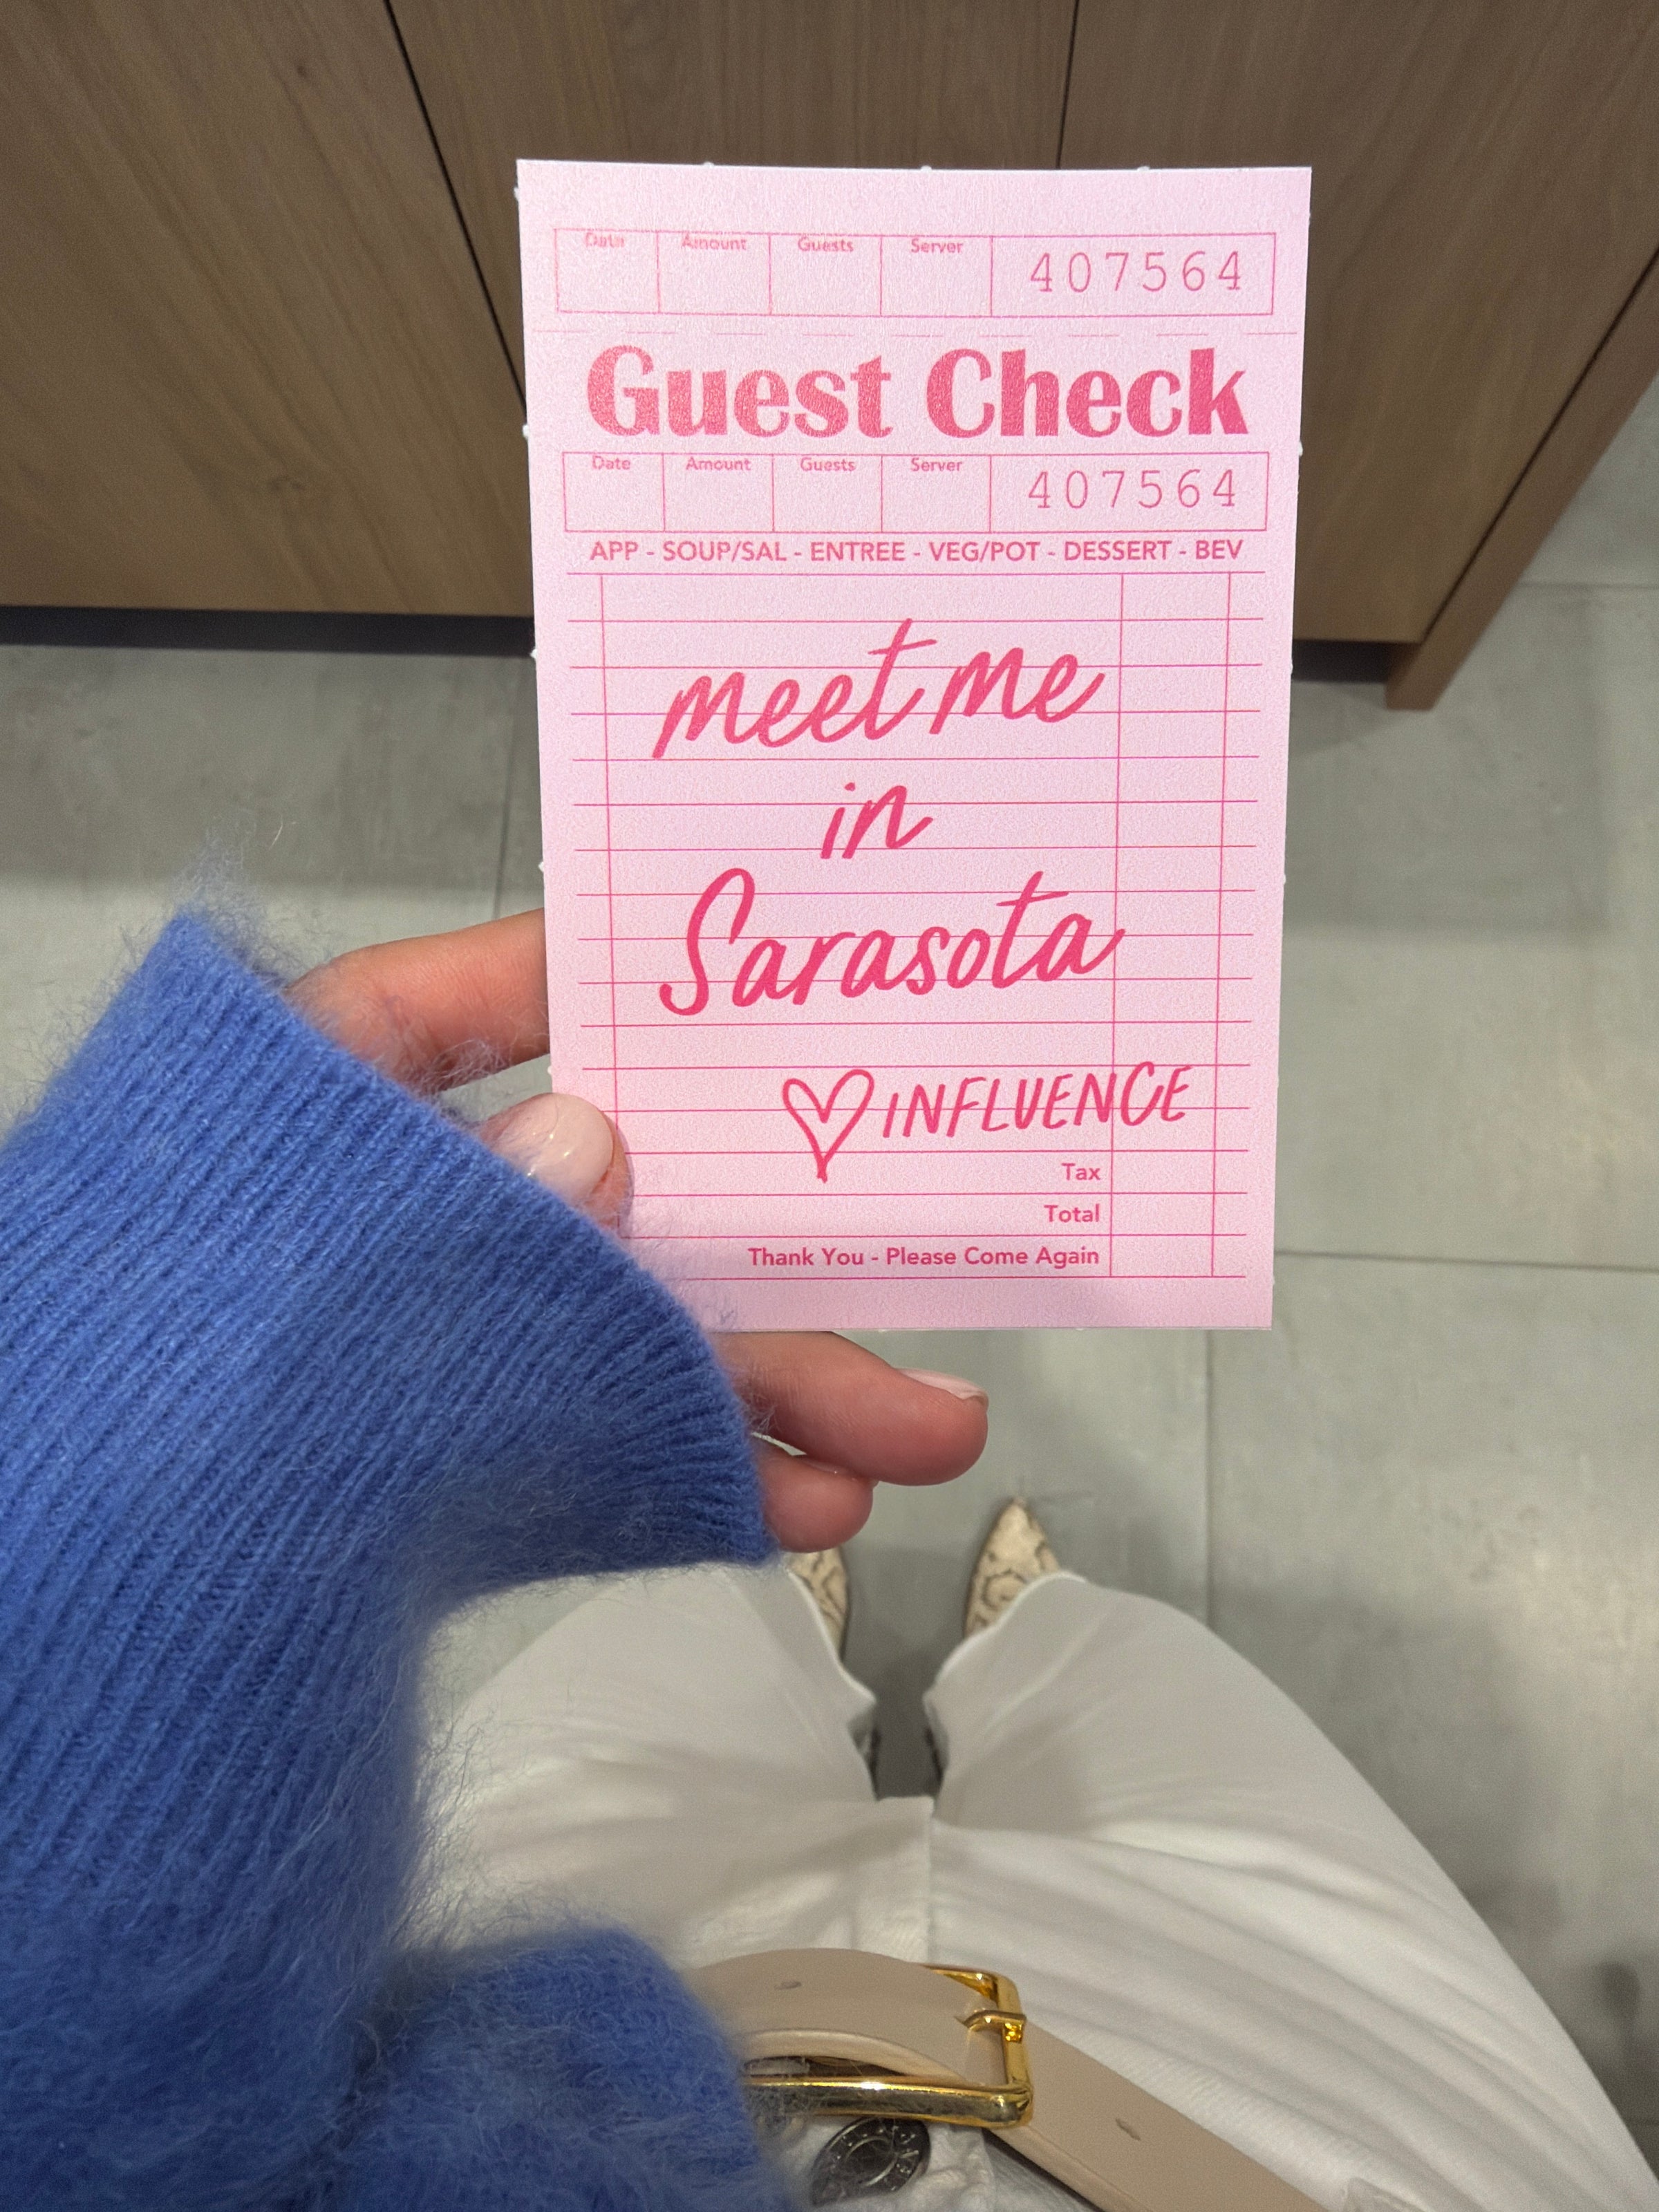 Date Amount Guests Server 407564
Guest Check
Date Amount Guests Server 407564
APP - SOUP/SAL - ENTREE - VEG/POT - DESSERT - BEV
meet me
in
Sarasota
INFLUENCE
Tax
Total
Thank You - Please Come Again